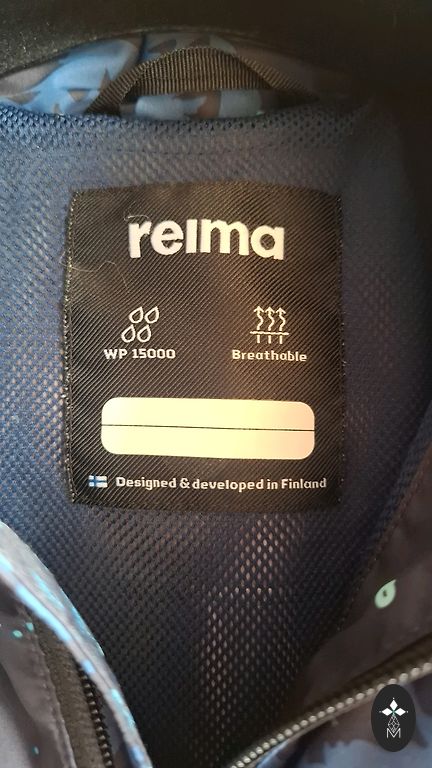 reima
WP 15000
Breathable
Designed & developed in Finland
M